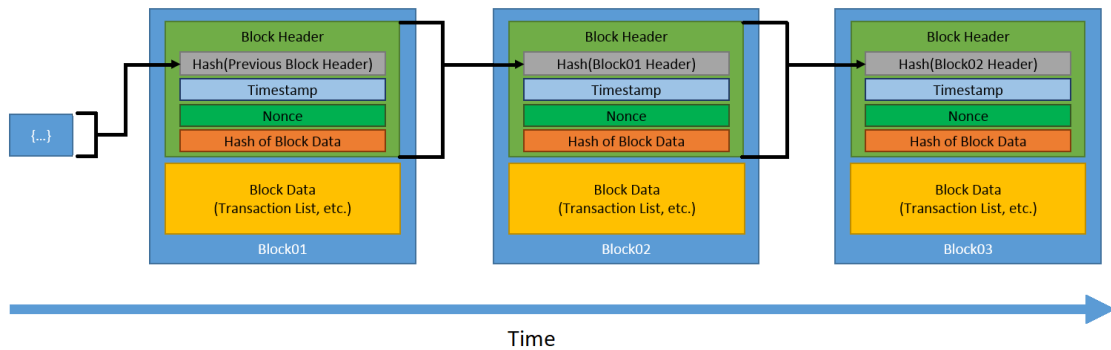 {...}
Block Header
Hash(Previous Block Header)
Timestamp
Nonce
Hash of Block Data
Block Data
(Transaction List, etc.)
Block01
Block Header
Hash(Block01 Header)
Timestamp
Nonce
Hash of Block Data
Block Data
(Transaction List, etc.)
Block02
Block Header
Hash(Block02 Header)
Timestamp
Nonce
Hash of Block Data
Block Data
(Transaction List, etc.)
Block03
Time